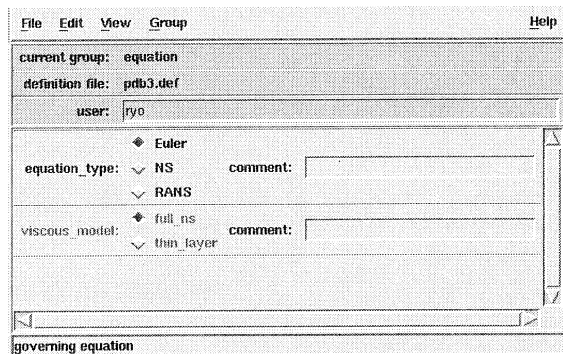 File Edit View Group Help
current group: equation
definition file: pdb3.def
user: ryo
Euler
equation_type: NS comment:
RANS
full_ns
viscous_model: comment:
thin_layer
governing equation